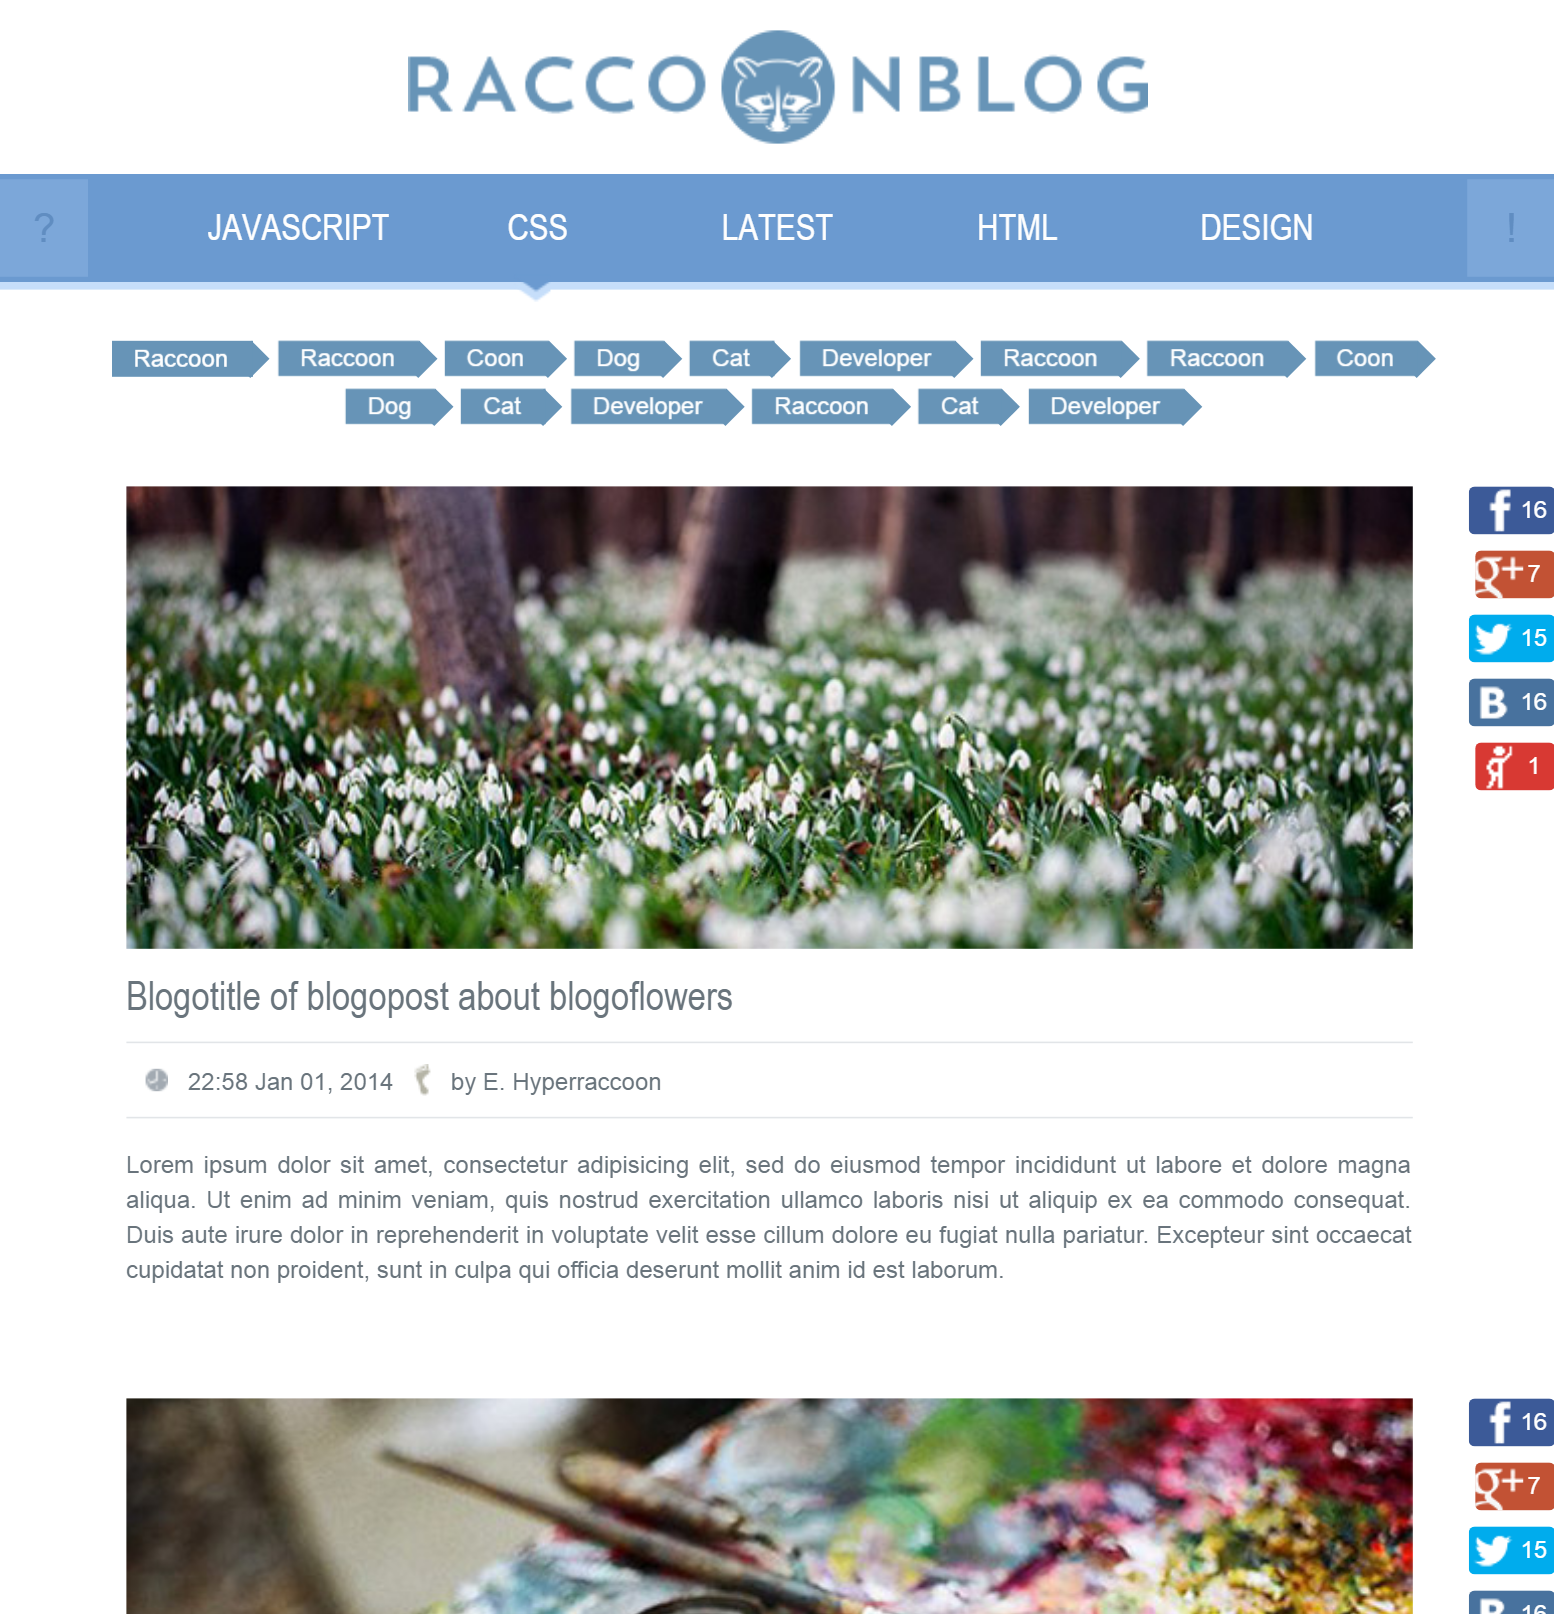 RACCOONBLOG
? JAVASCRIPT CSS LATEST HTML DESIGN !
Raccoon Raccoon Coon Dog Cat Developer Raccoon Raccoon Coon
Dog Cat Developer Raccoon Cat Developer
f 16
g+ 7
15
B 16
Я 1
Blogotitle of blogopost about blogoflowers
22:58 Jan 01, 2014 by E. Hyperraccoon
Lorem ipsum dolor sit amet, consectetur adipisicing elit, sed do eiusmod tempor incididunt ut labore et dolore magna
aliqua. Ut enim ad minim veniam, quis nostrud exercitation ullamco laboris nisi ut aliquip ex ea commodo consequat.
Duis aute irure dolor in reprehenderit in voluptate velit esse cillum dolore eu fugiat nulla pariatur. Excepteur sint occaecat
cupidatat non proident, sunt in culpa qui officia deserunt mollit anim id est laborum.
f 16
g+ 7
15
B 16